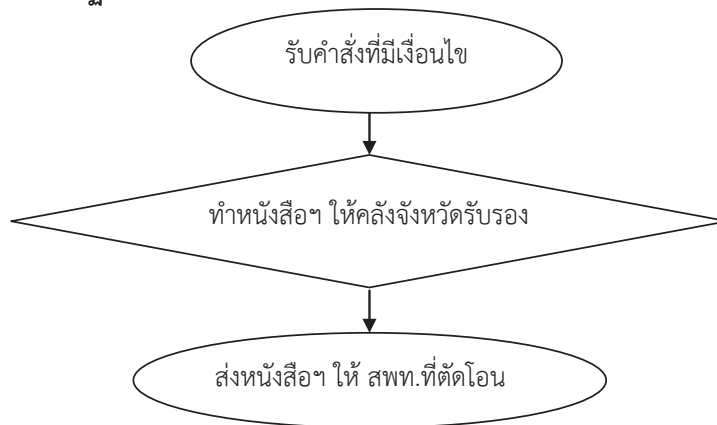 รับคำสั่งที่มีเงื่อนไข
ทำหนังสือฯ ให้คลังจังหวัดรับรอง
ส่งหนังสือฯ ให้ สพท.ที่ตัดโอน